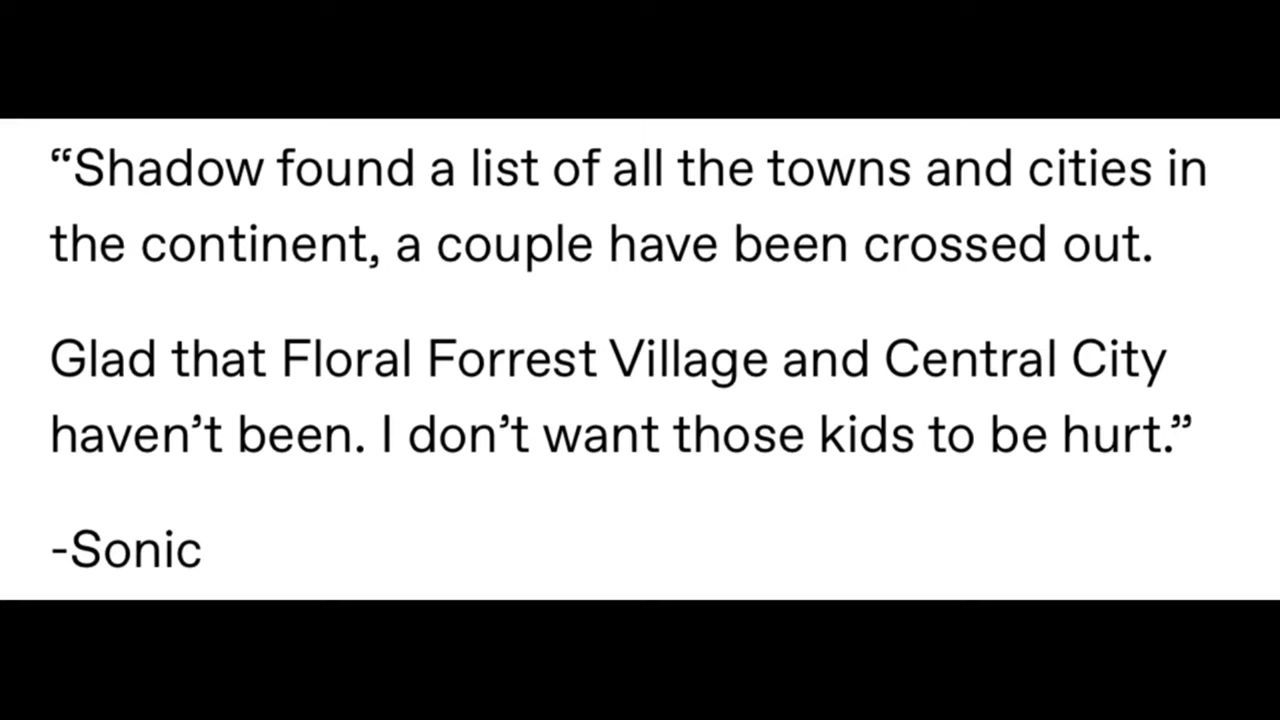 “Shadow found a list of all the towns and cities in
the continent, a couple have been crossed out.
Glad that Floral Forrest Village and Central City
haven’t been. I don’t want those kids to be hurt.”
-Sonic